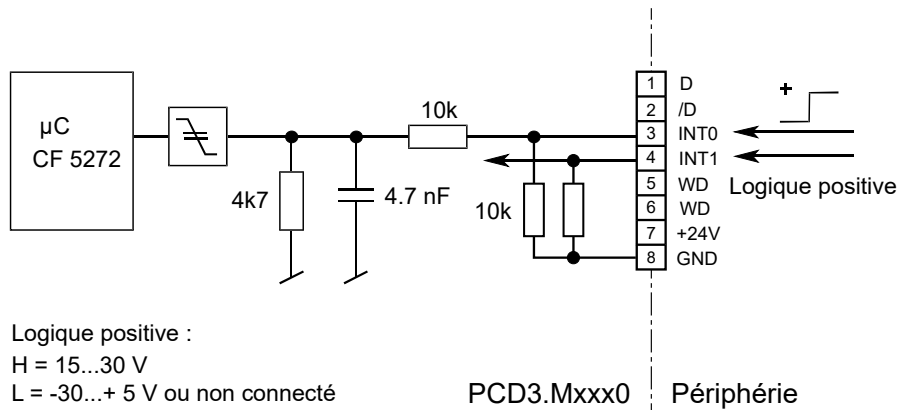 µC
CF 5272
10k
4k7
4.7 nF
10k
1 D
2 /D
3 INT0
4 INT1
5 WD
6 WD
7 +24V
8 GND
+
Logique positive
Logique positive :
H = 15...30 V
L = -30...+ 5 V ou non connecté
PCD3.Mxxx0
Périphérie